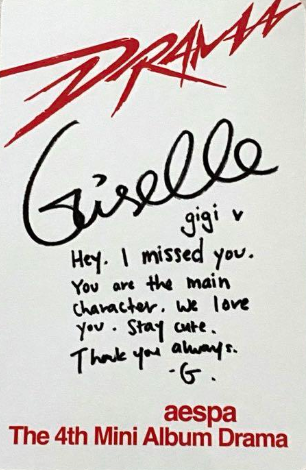 DRAMA
Giselle
gigi v
Hey. I missed you.
You are the main
character. We love
you. Stay cute.
Thank you always.
-G.
aespa
The 4th Mini Album Drama